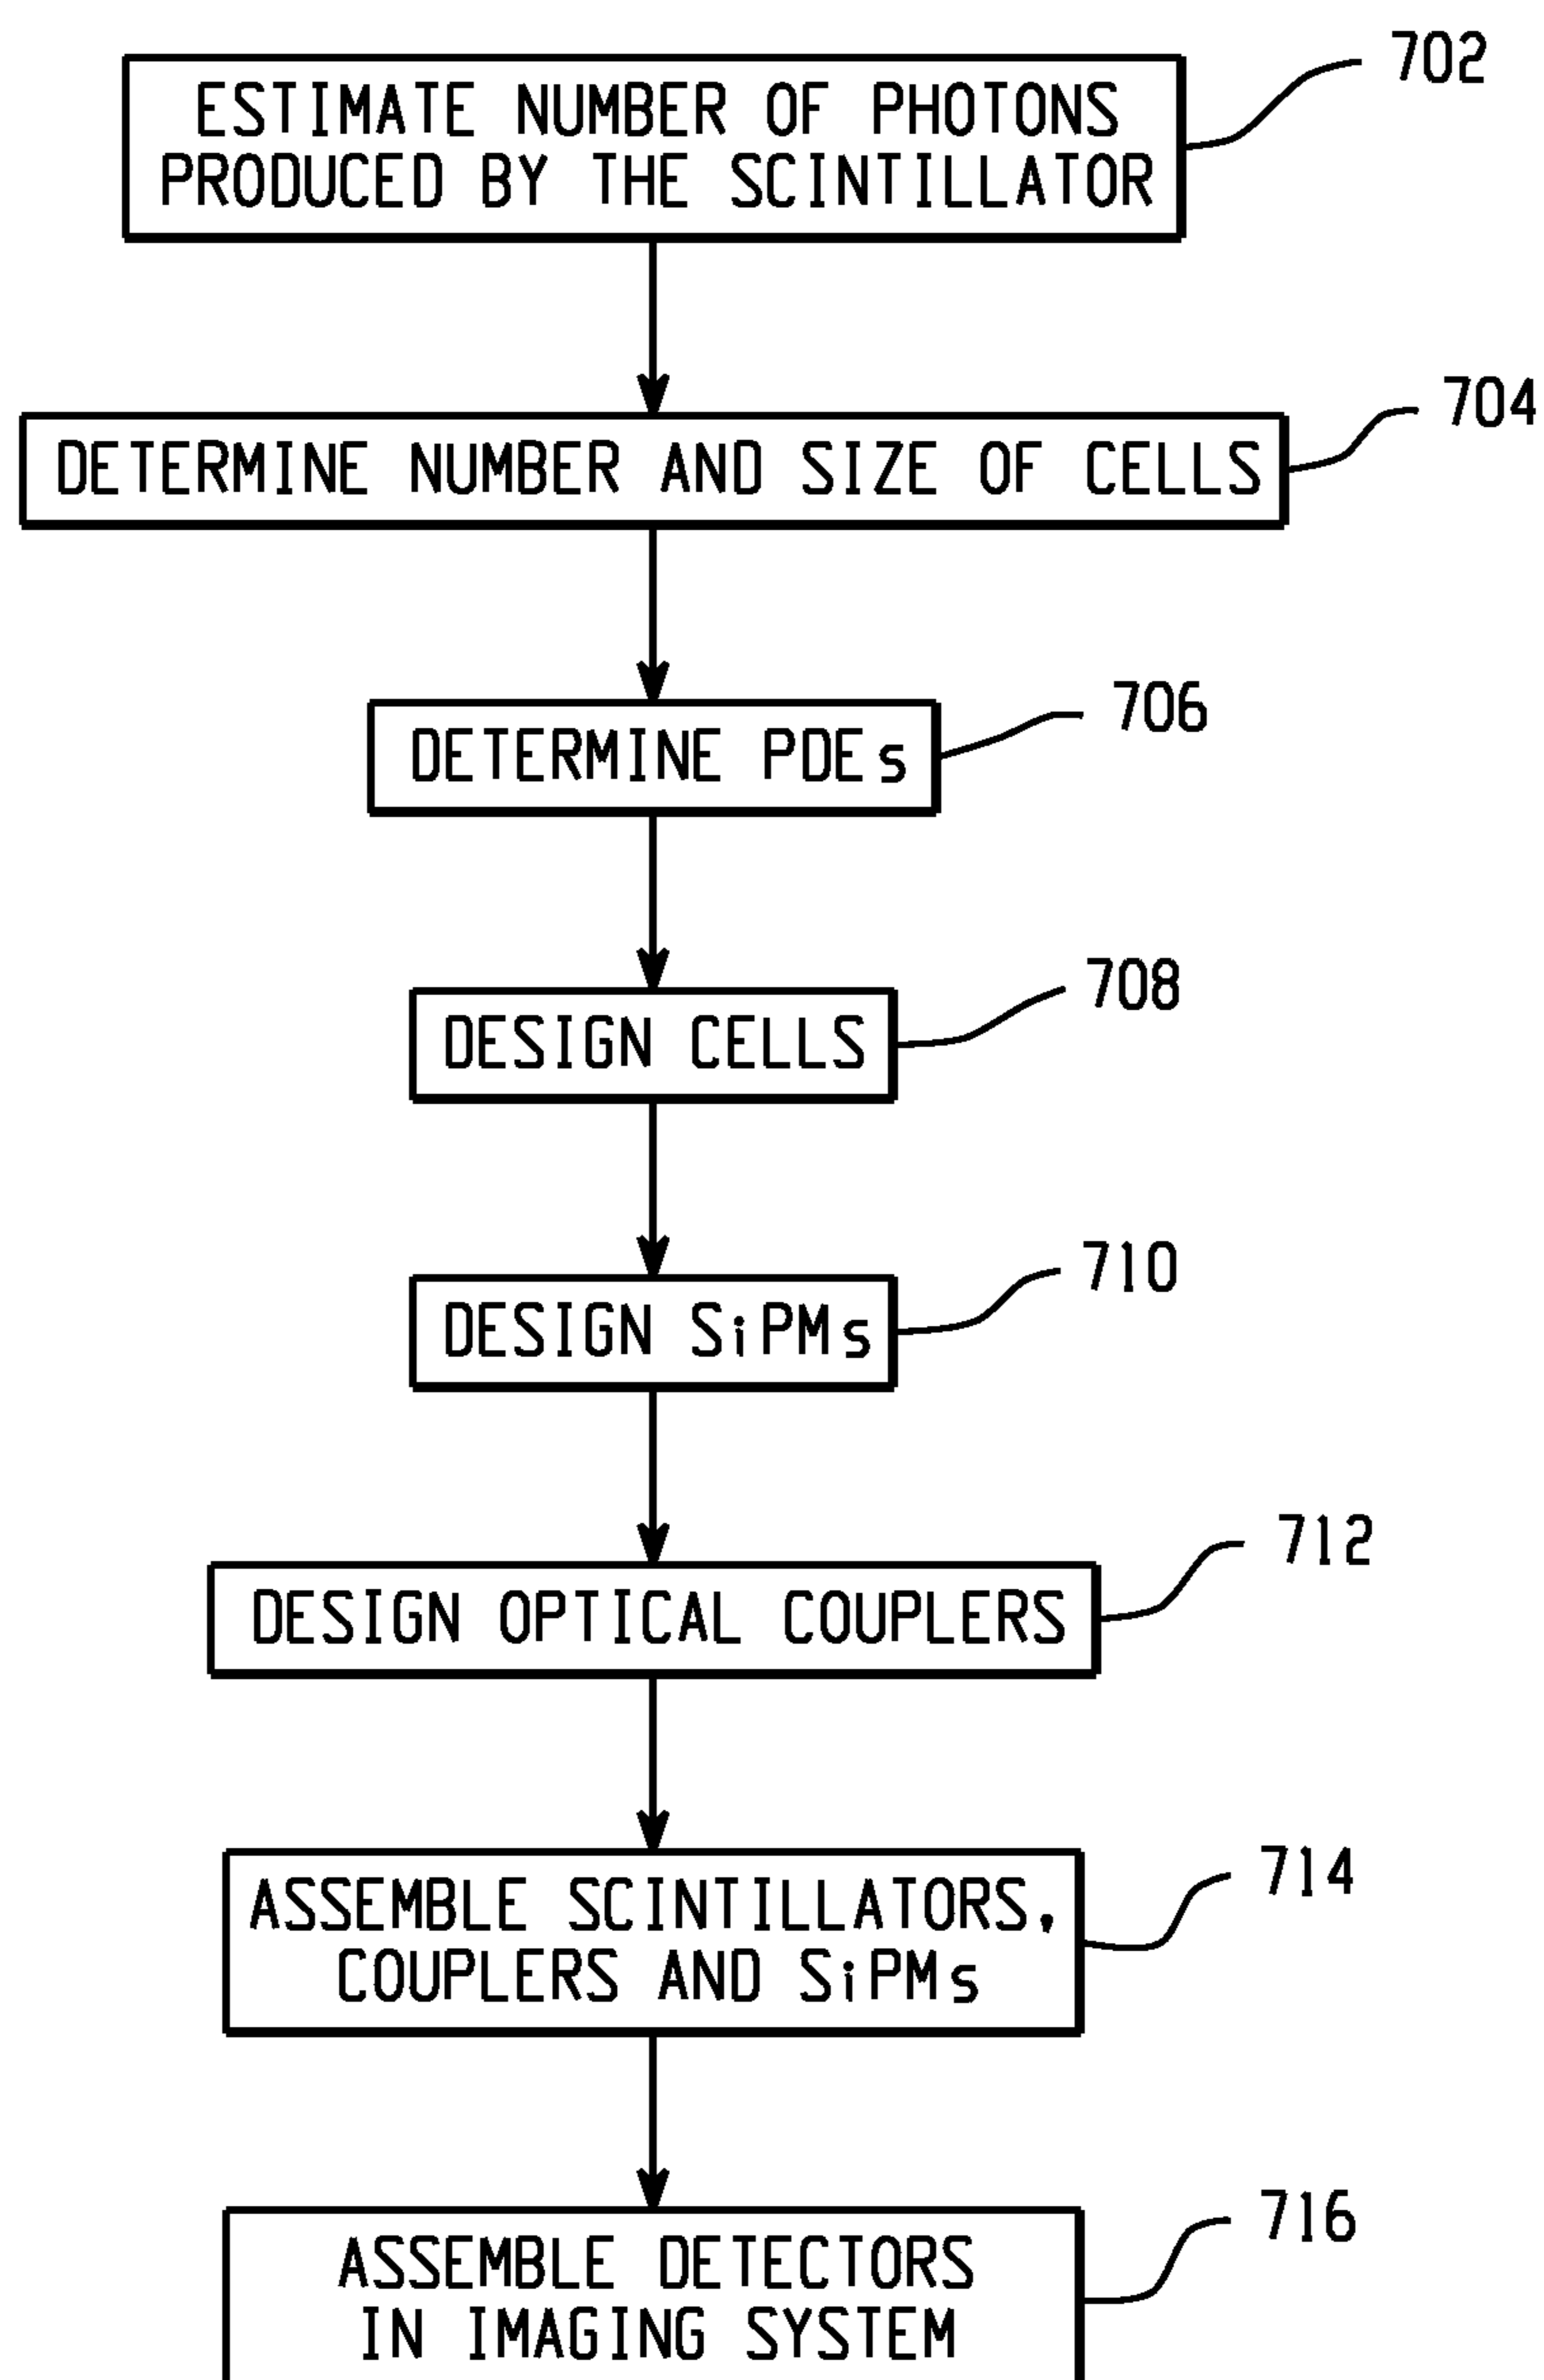 702
ESTIMATE NUMBER OF PHOTONS
PRODUCED BY THE SCINTILLATOR
704
DETERMINE NUMBER AND SIZE OF CELLS
706
DETERMINE PDEs
708
DESIGN CELLS
710
DESIGN SiPMs
712
DESIGN OPTICAL COUPLERS
714
ASSEMBLE SCINTILLATORS,
COUPLERS AND SiPMs
716
ASSEMBLE DETECTORS
IN IMAGING SYSTEM